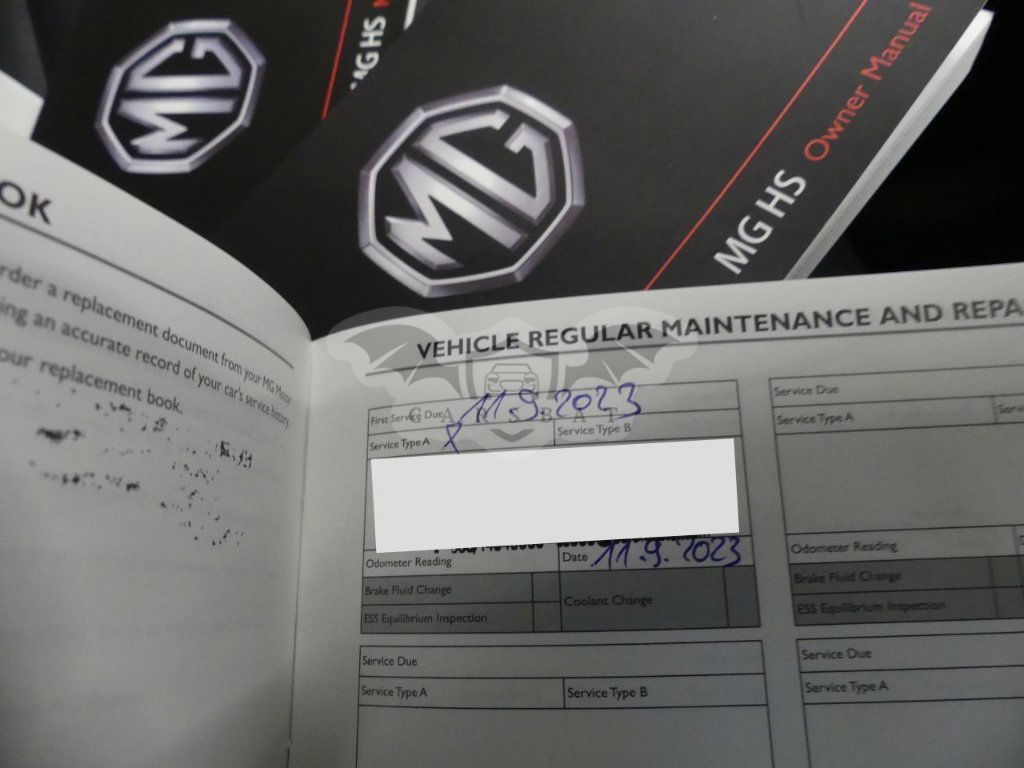 MG
MG HS
MG
MG HS Owner Manual
OK
order a replacement document from your MG Motor
ing an accurate record of your car's service history.
our replacement book.
VEHICLE REGULAR MAINTENANCE AND REPA
First Service Due 11.9.2023
Service Type A X Service Type B
Odometer Reading Date 11.9.2023
Brake Fluid Change
Coolant Change
ESS Equilibrium Inspection
Service Due
Service Type A Service Type B
Service Due
Service Type A Servi
Odometer Reading
Brake Fluid Change
ESS Equilibrium Inspection
Service Due
Service Type A